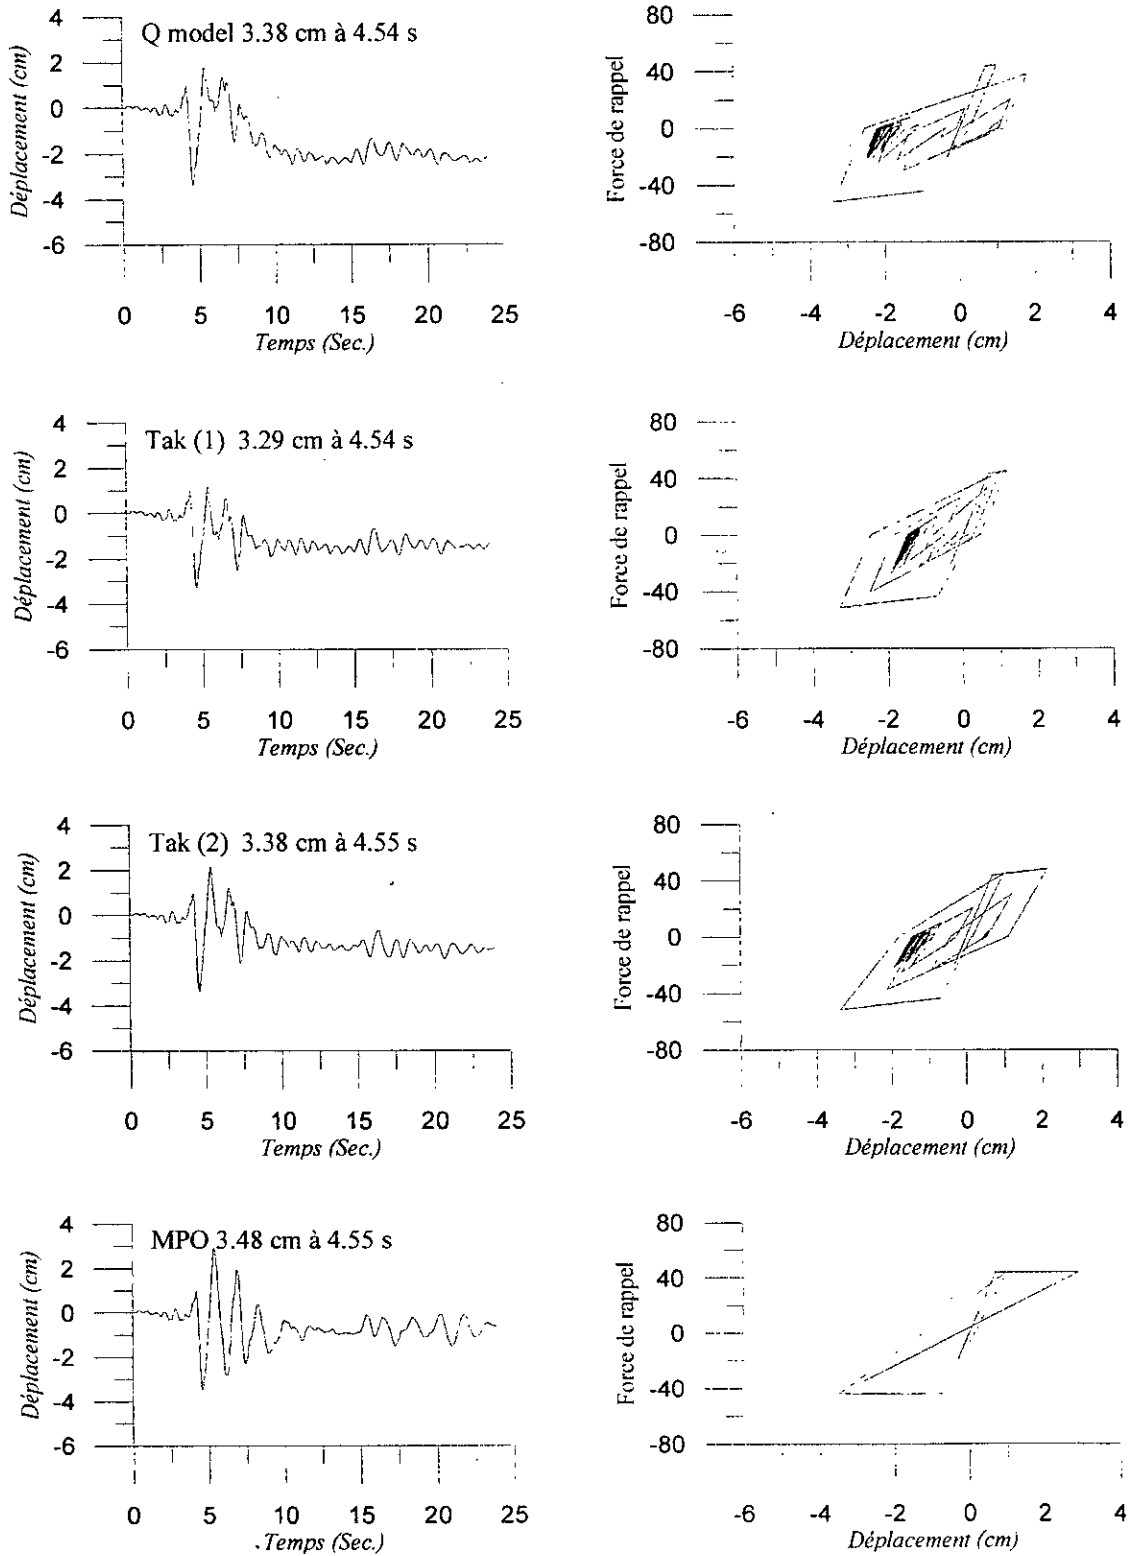 4
2
0
-2
-4
-6
Déplacement (cm)
Q model 3.38 cm à 4.54 s
0 5 10 15 20 25
Temps (Sec.)
80
40
0
-40
-80
Force de rappel
-6 -4 -2 0 2 4
Déplacement (cm)
4
2
0
-2
-4
-6
Déplacement (cm)
Tak (1) 3.29 cm à 4.54 s
0 5 10 15 20 25
Temps (Sec.)
80
40
0
-40
-80
Force de rappel
-6 -4 -2 0 2 4
Déplacement (cm)
4
2
0
-2
-4
-6
Déplacement (cm)
Tak (2) 3.38 cm à 4.55 s
0 5 10 15 20 25
Temps (Sec.)
80
40
0
-40
-80
Force de rappel
-6 -4 -2 0 2 4
Déplacement (cm)
4
2
0
-2
-4
-6
Déplacement (cm)
MPO 3.48 cm à 4.55 s
0 5 10 15 20 25
Temps (Sec.)
80
40
0
-40
-80
Force de rappel
-6 -4 -2 0 2 4
Déplacement (cm)